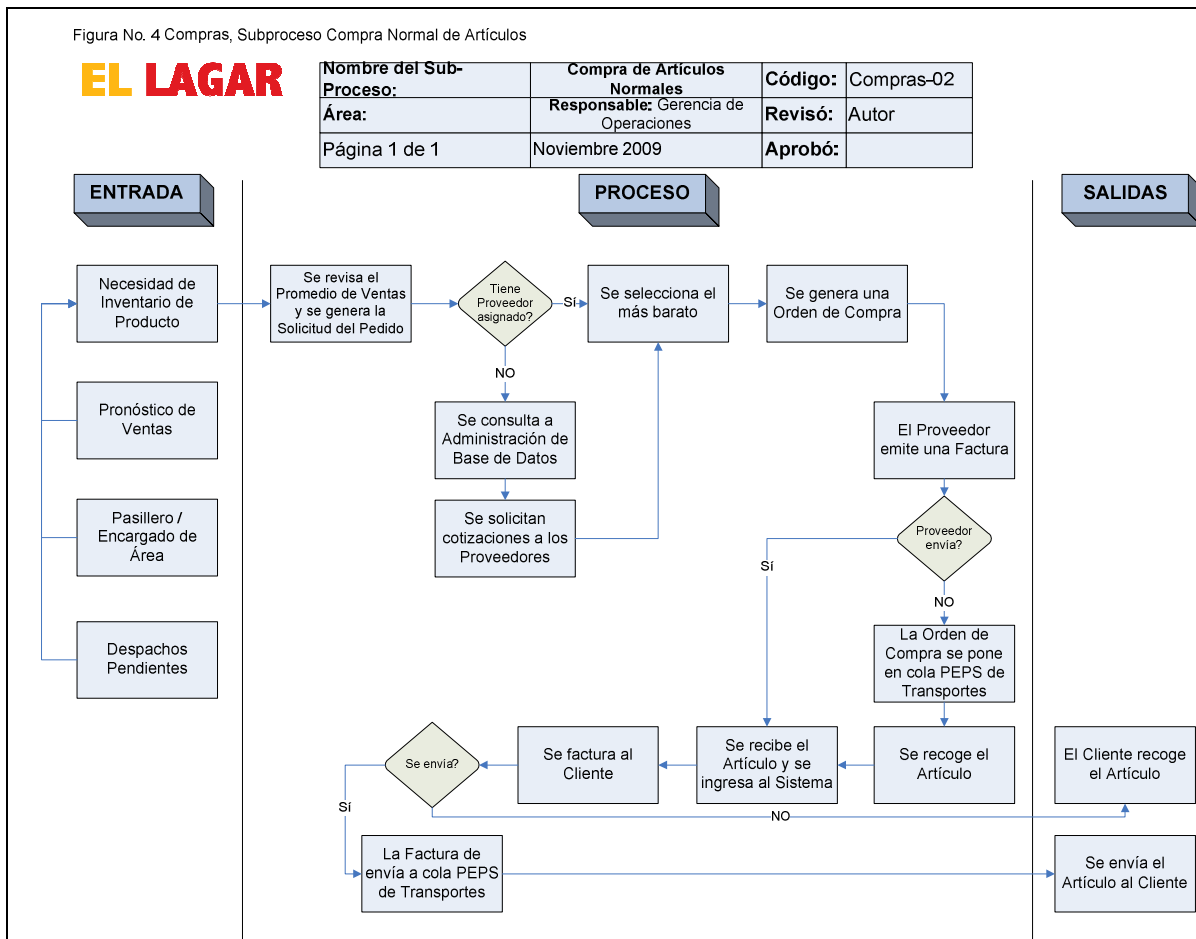 Figura No. 4 Compras, Subproceso Compra Normal de Artículos
EL LAGAR
Nombre del Sub-
Proceso:
Compra de Artículos
Normales
Código:
Compras-02
Área:
Responsable: Gerencia de
Operaciones
Revisó:
Autor
Página 1 de 1
Noviembre 2009
Aprobó:
ENTRADA
PROCESO
SALIDAS
Necesidad de
Inventario de
Producto
Se revisa el
Promedio de Ventas
y se genera la
Solicitud del Pedido
Tiene
Proveedor
asignado?
Sí
Se selecciona el
más barato
Se genera una
Orden de Compra
NO
Pronóstico de
Ventas
Se consulta a
Administración de
Base de Datos
El Proveedor
emite una Factura
Pasillero /
Encargado de
Área
Se solicitan
cotizaciones a los
Proveedores
Proveedor
envía?
Sí
NO
Despachos
Pendientes
La Orden de
Compra se pone
en cola PEPS de
Transportes
Se envía?
Se factura al
Cliente
Se recibe el
Artículo y se
ingresa al Sistema
Se recoge el
Artículo
El Cliente recoge
el Artículo
Sí
NO
La Factura de
envía a cola PEPS
de Transportes
Se envía el
Artículo al Cliente